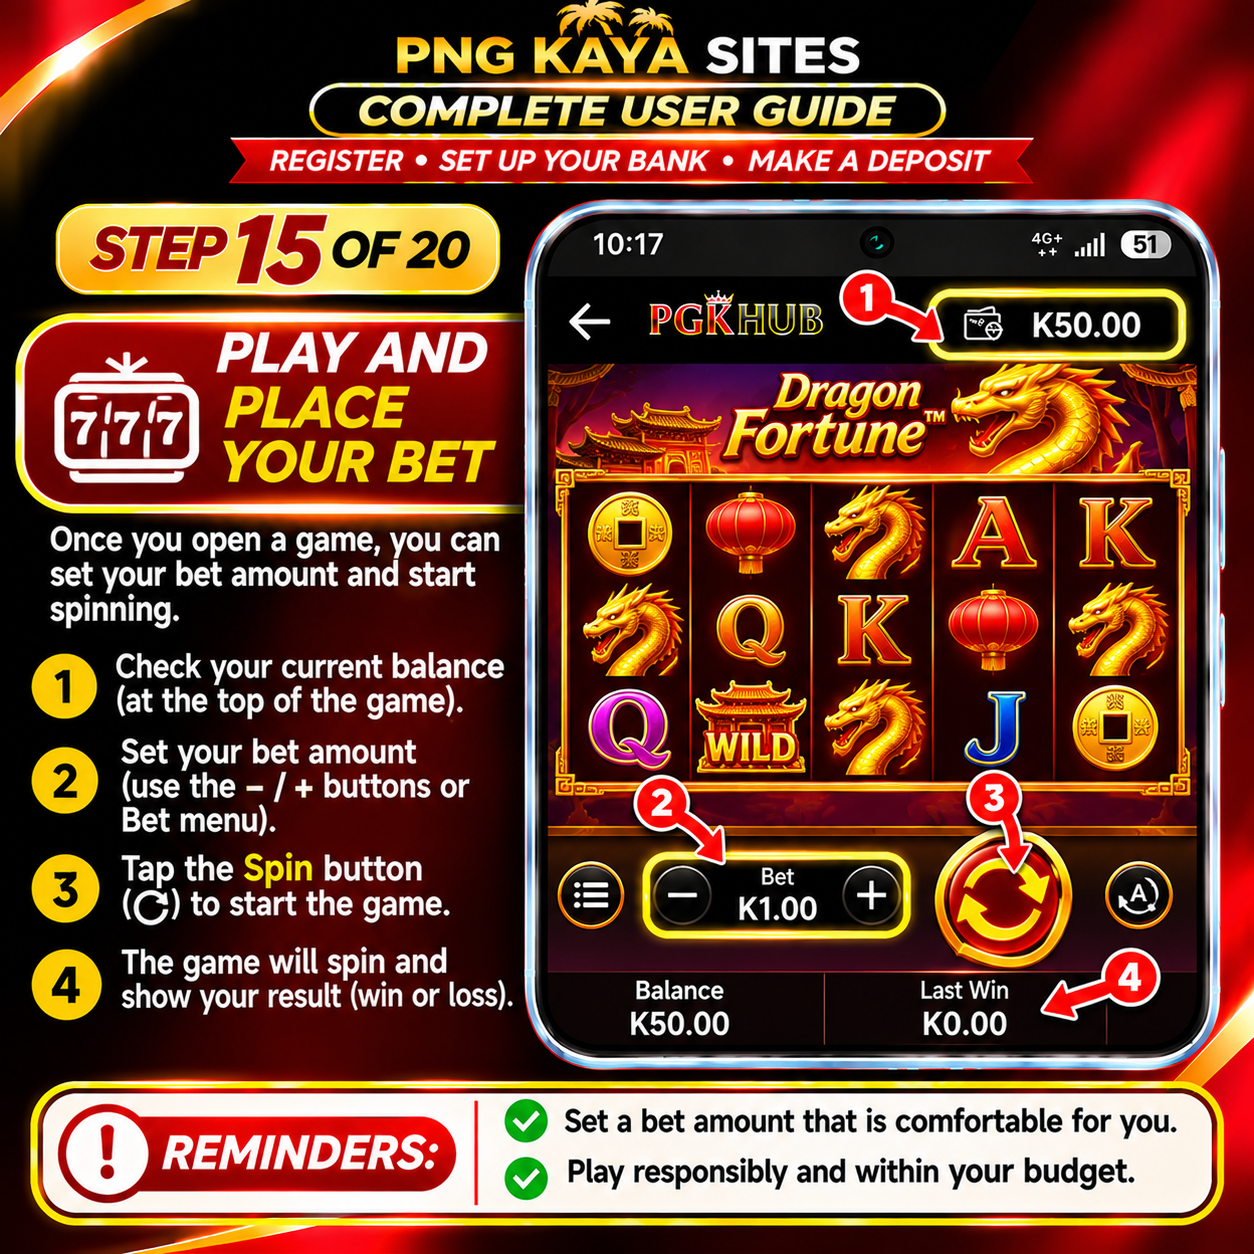 PNG KAYA SITES
COMPLETE USER GUIDE
REGISTER • SET UP YOUR BANK • MAKE A DEPOSIT
STEP 15 OF 20
777
PLAY AND
PLACE
YOUR BET
Once you open a game, you can
set your bet amount and start
spinning.
1
Check your current balance
(at the top of the game).
2
Set your bet amount
(use the – / + buttons or
Bet menu).
3
Tap the Spin button
(⟳) to start the game.
4
The game will spin and
show your result (win or loss).
10:17
4G+
++
51
PGKHUB
1
K50.00
Dragon
Fortune™
A K
Q K
Q WILD J
2
3
Bet
– K1.00 +
A
4
Balance
K50.00
Last Win
K0.00
! REMINDERS:
Set a bet amount that is comfortable for you.
Play responsibly and within your budget.